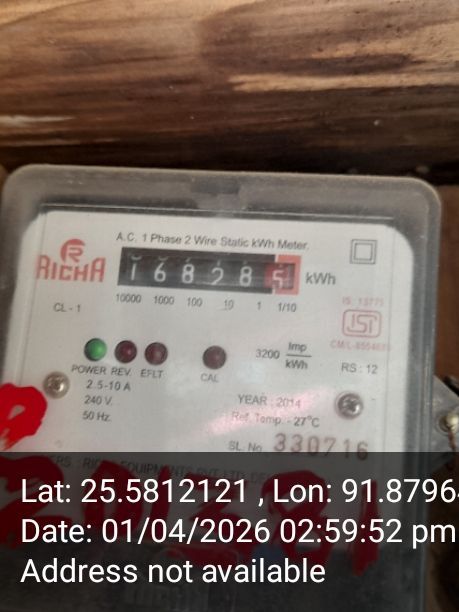 A.C. 1 Phase 2 Wire Static kWh Meter.
RICHA
168285 kWh
10000 1000 100 10 1 1/10
CL - 1
IS: 13779
ISI
3200 Imp/kWh
RS : 12
POWER REV. EFLT CAL
2.5-10 A
240 V.
50 Hz.
YEAR : 2014
Ref. Temp. - 27°C
SL. No. 330716
Lat: 25.5812121 , Lon: 91.8796
Date: 01/04/2026 02:59:52 pm
Address not available